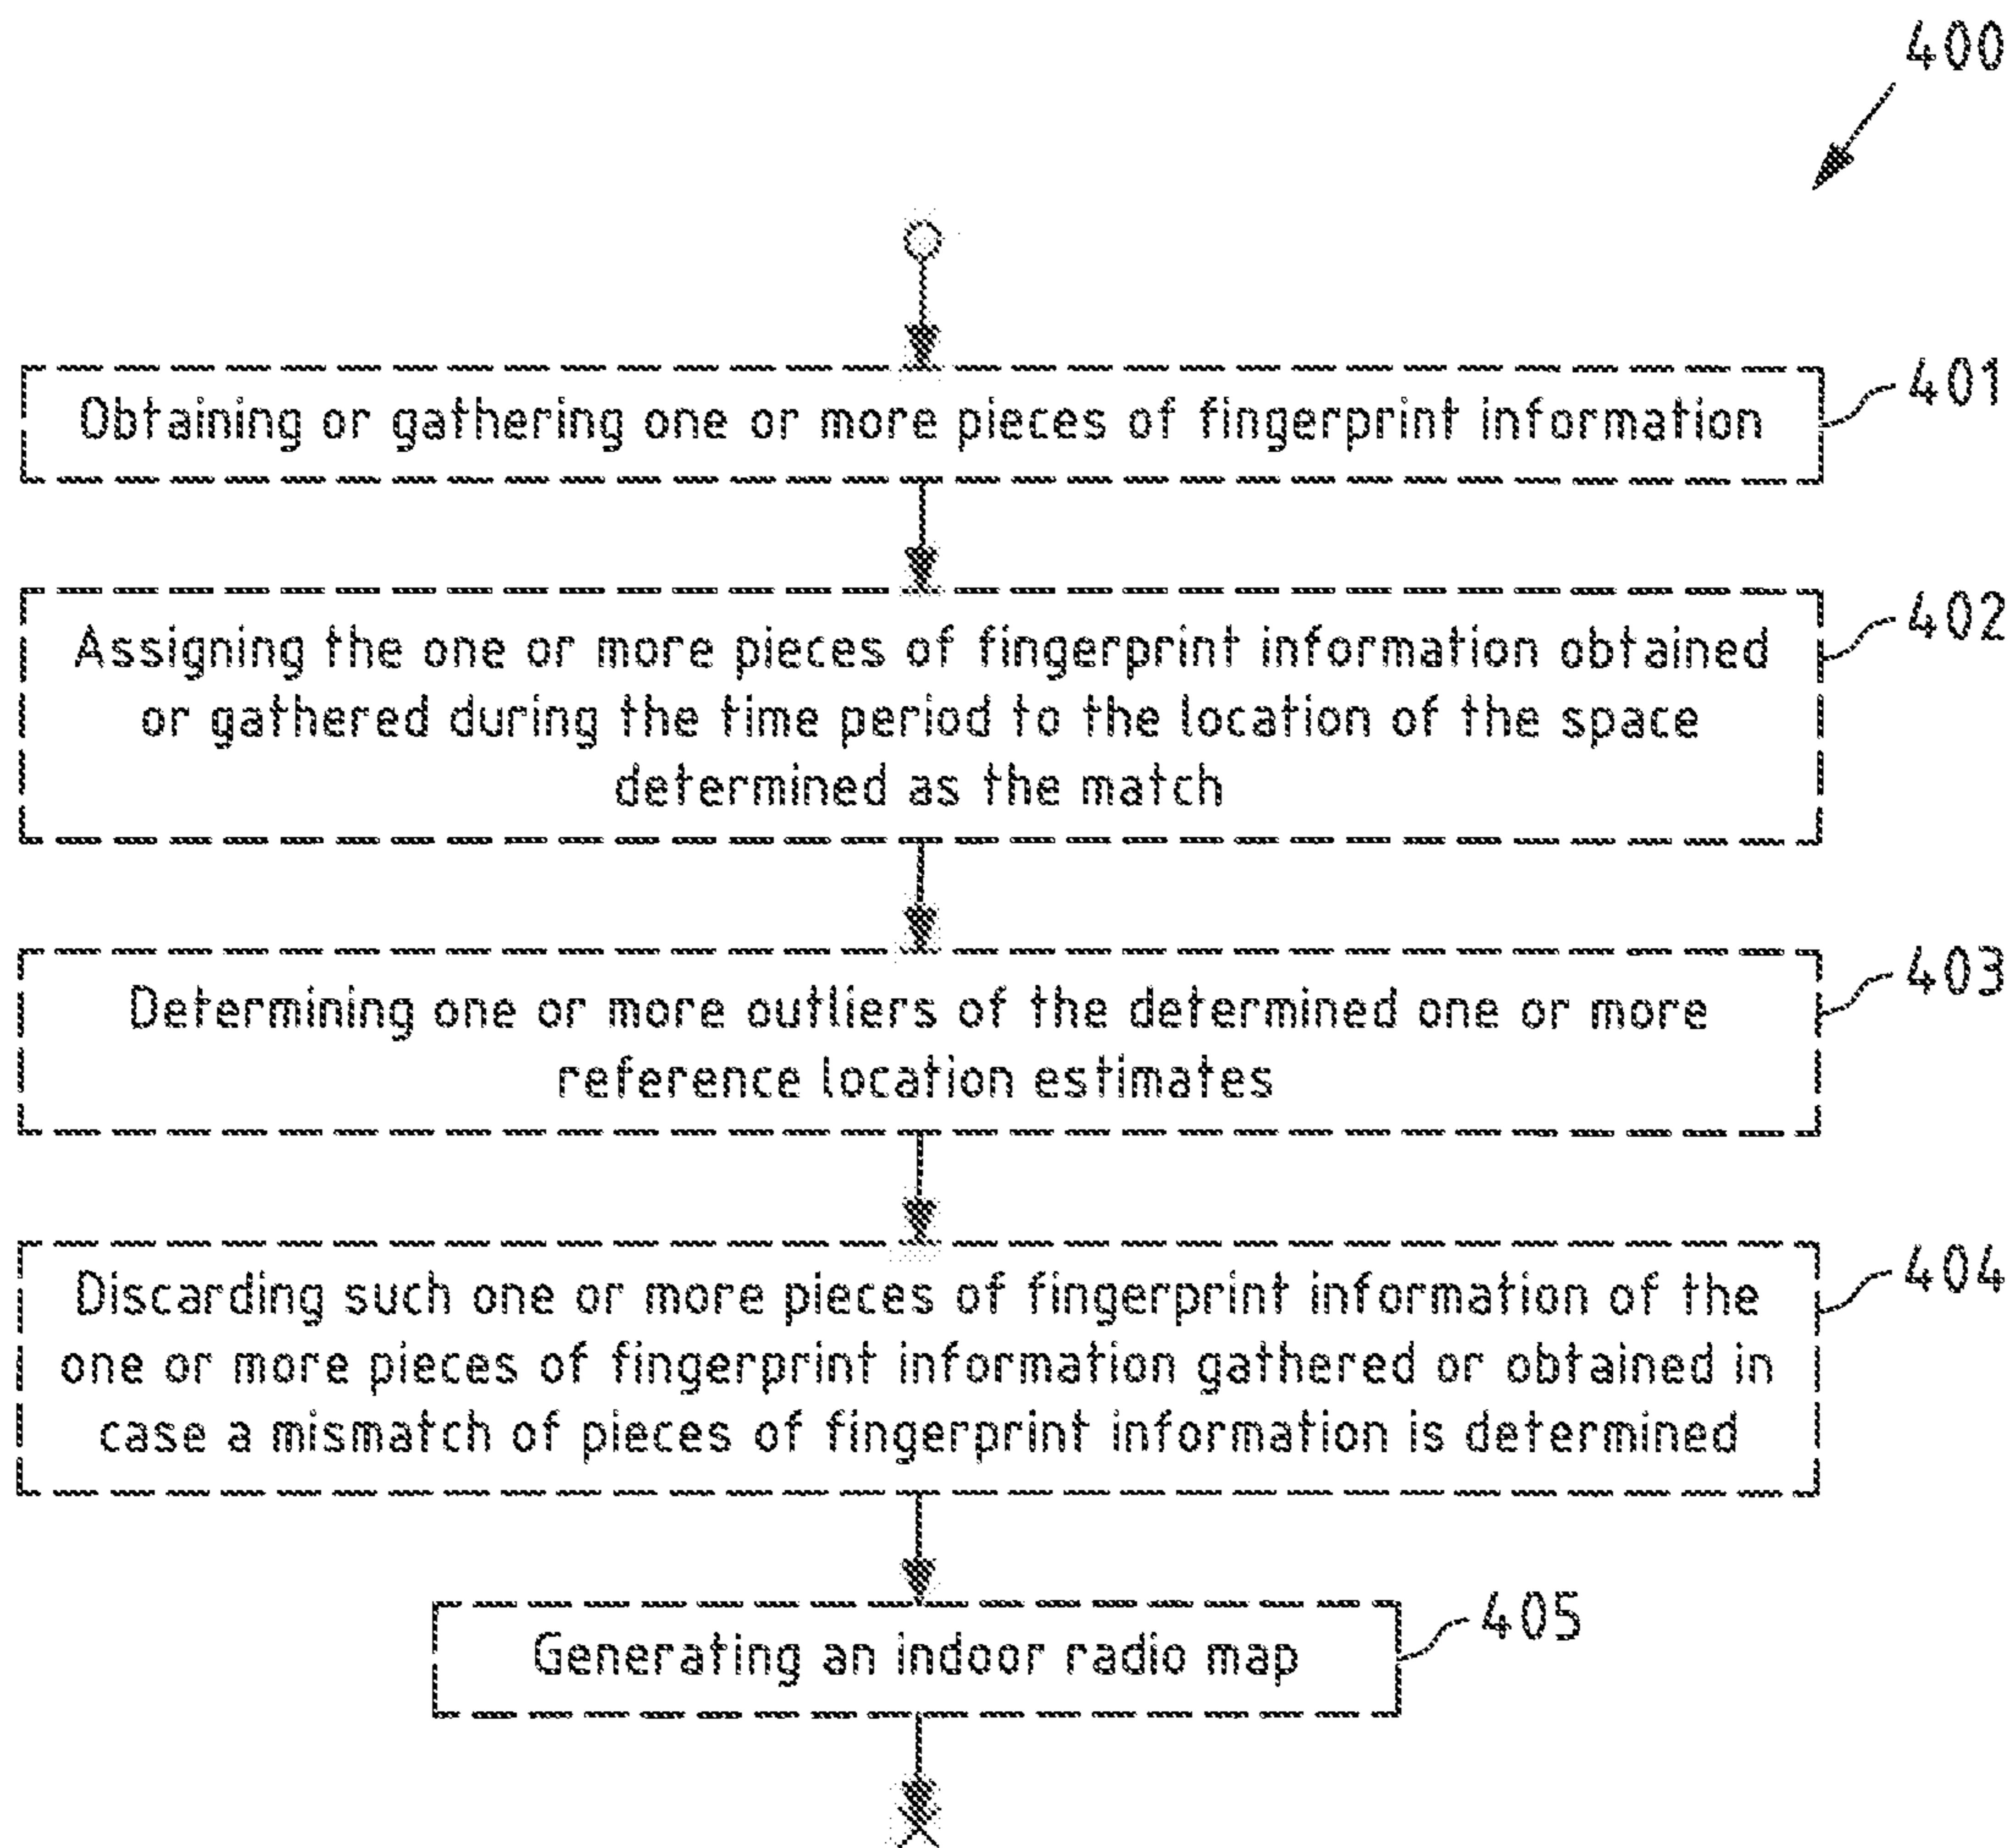 400
Obtaining or gathering one or more pieces of fingerprint information
401
Assigning the one or more pieces of fingerprint information obtained
or gathered during the time period to the location of the space
determined as the match
402
Determining one or more outliers of the determined one or more
reference location estimates
403
Discarding such one or more pieces of fingerprint information of the
one or more pieces of fingerprint information gathered or obtained in
case a mismatch of pieces of fingerprint information is determined
404
Generating an indoor radio map
405